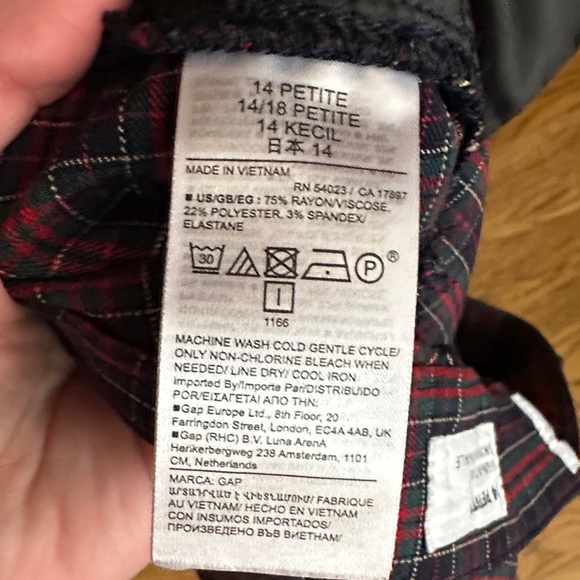 14 PETITE
14/18 PETITE
14 KECIL
日本 14
MADE IN VIETNAM
RN 54023 / CA 17897
■ US/GB/EG : 75% RAYON/VISCOSE,
22% POLYESTER, 3% SPANDEX/
ELASTANE
30 P®
1166
MACHINE WASH COLD GENTLE CYCLE/
ONLY NON-CHLORINE BLEACH WHEN
NEEDED/ LINE DRY/ COOL IRON
Imported By/Importe Par/DISTRIBUIDO
POR/ΕΙΣΑΓΕΤΑΙ ΑΠΟ ΤΗΝ:
■Gap Europe Ltd., 8th Floor, 20
Farringdon Street, London, EC4A 4AB, UK
■Gap (RHC) B.V. Luna ArenA
Herikerbergweg 238 Amsterdam, 1101
CM, Netherlands
MARCA: GAP
ԱՐՏԱԴՐՎԱԾ Է ՎԻԵՏՆԱՄՈՒՄ/ FABRIQUE
AU VIETNAM/ HECHO EN VIETNAM
CON INSUMOS IMPORTADOS/
ПРОИЗВЕДЕНО ВЪВ ВИЕТНАМ/